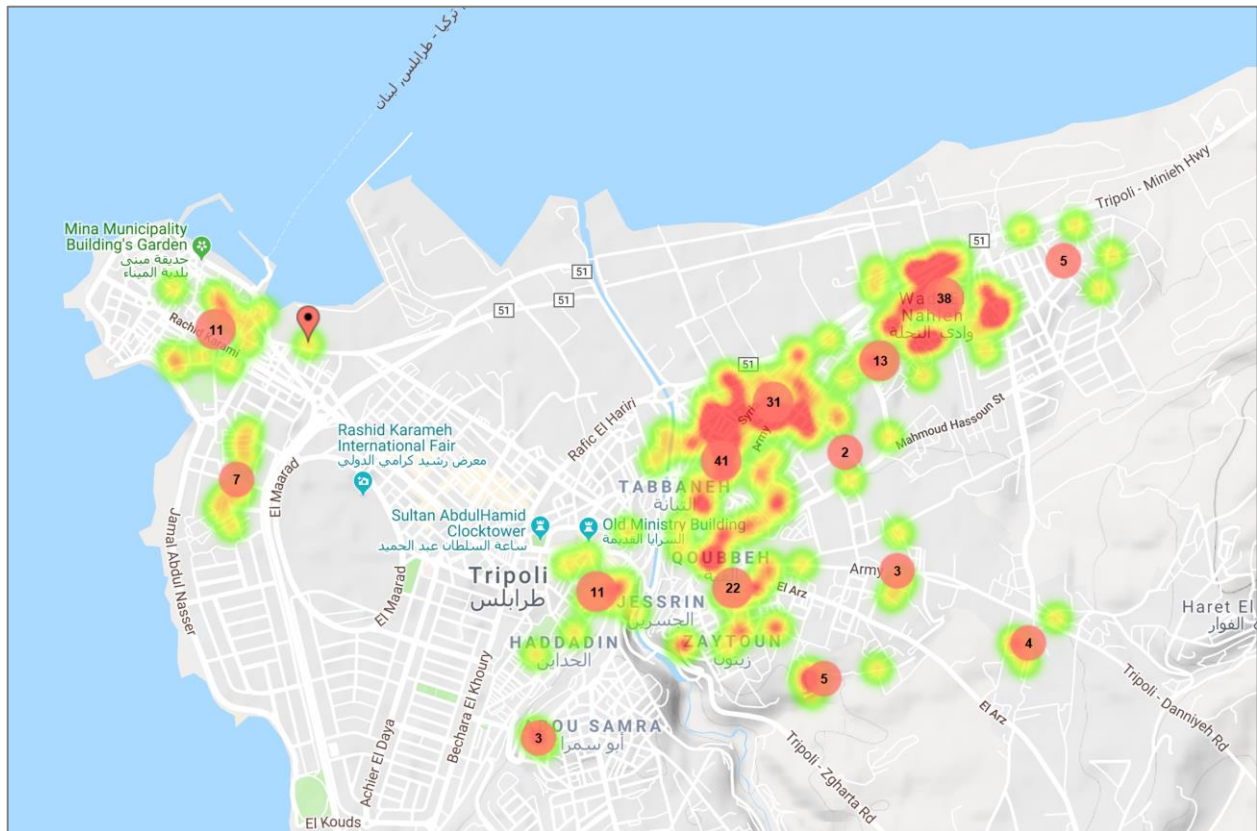 تركيا - طرابلس, لبنان
Tripoli - Minieh Hwy
Mina Municipality
Building's Garden
حديقة مبنى
بلدية الميناء
51
51
51
51
5
38
Nahleh
وادي النحلة
Rachid Karami
11
13
51
31
Syri
Army
Rafic El Hariri
Mahmoud Hassoun St
2
41
Rashid Karameh
International Fair
معرض رشيد كرامي الدولي
El Maarad
7
TABBANEH
التبانة
Sultan AbdulHamid
Clocktower
ساعة السلطان عبد الحميد
Old Ministry Building
السرايا القديمة
QOUBBEH
Jamal Abdul Nasser
El Maarad
Tripoli
طرابلس
11
22
El Arz
Army
3
JESSRIN
الجسرين
Haret El
الفوار
HADDADIN
الحدادين
ZAYTOUN
زيتون
4
5
Bechara El Khoury
Achier El Daya
3
OU SAMRA
أبو سمرا
El Arz
Tripoli - Danniyeh Rd
Tripoli - Zgharta Rd
El Kouds